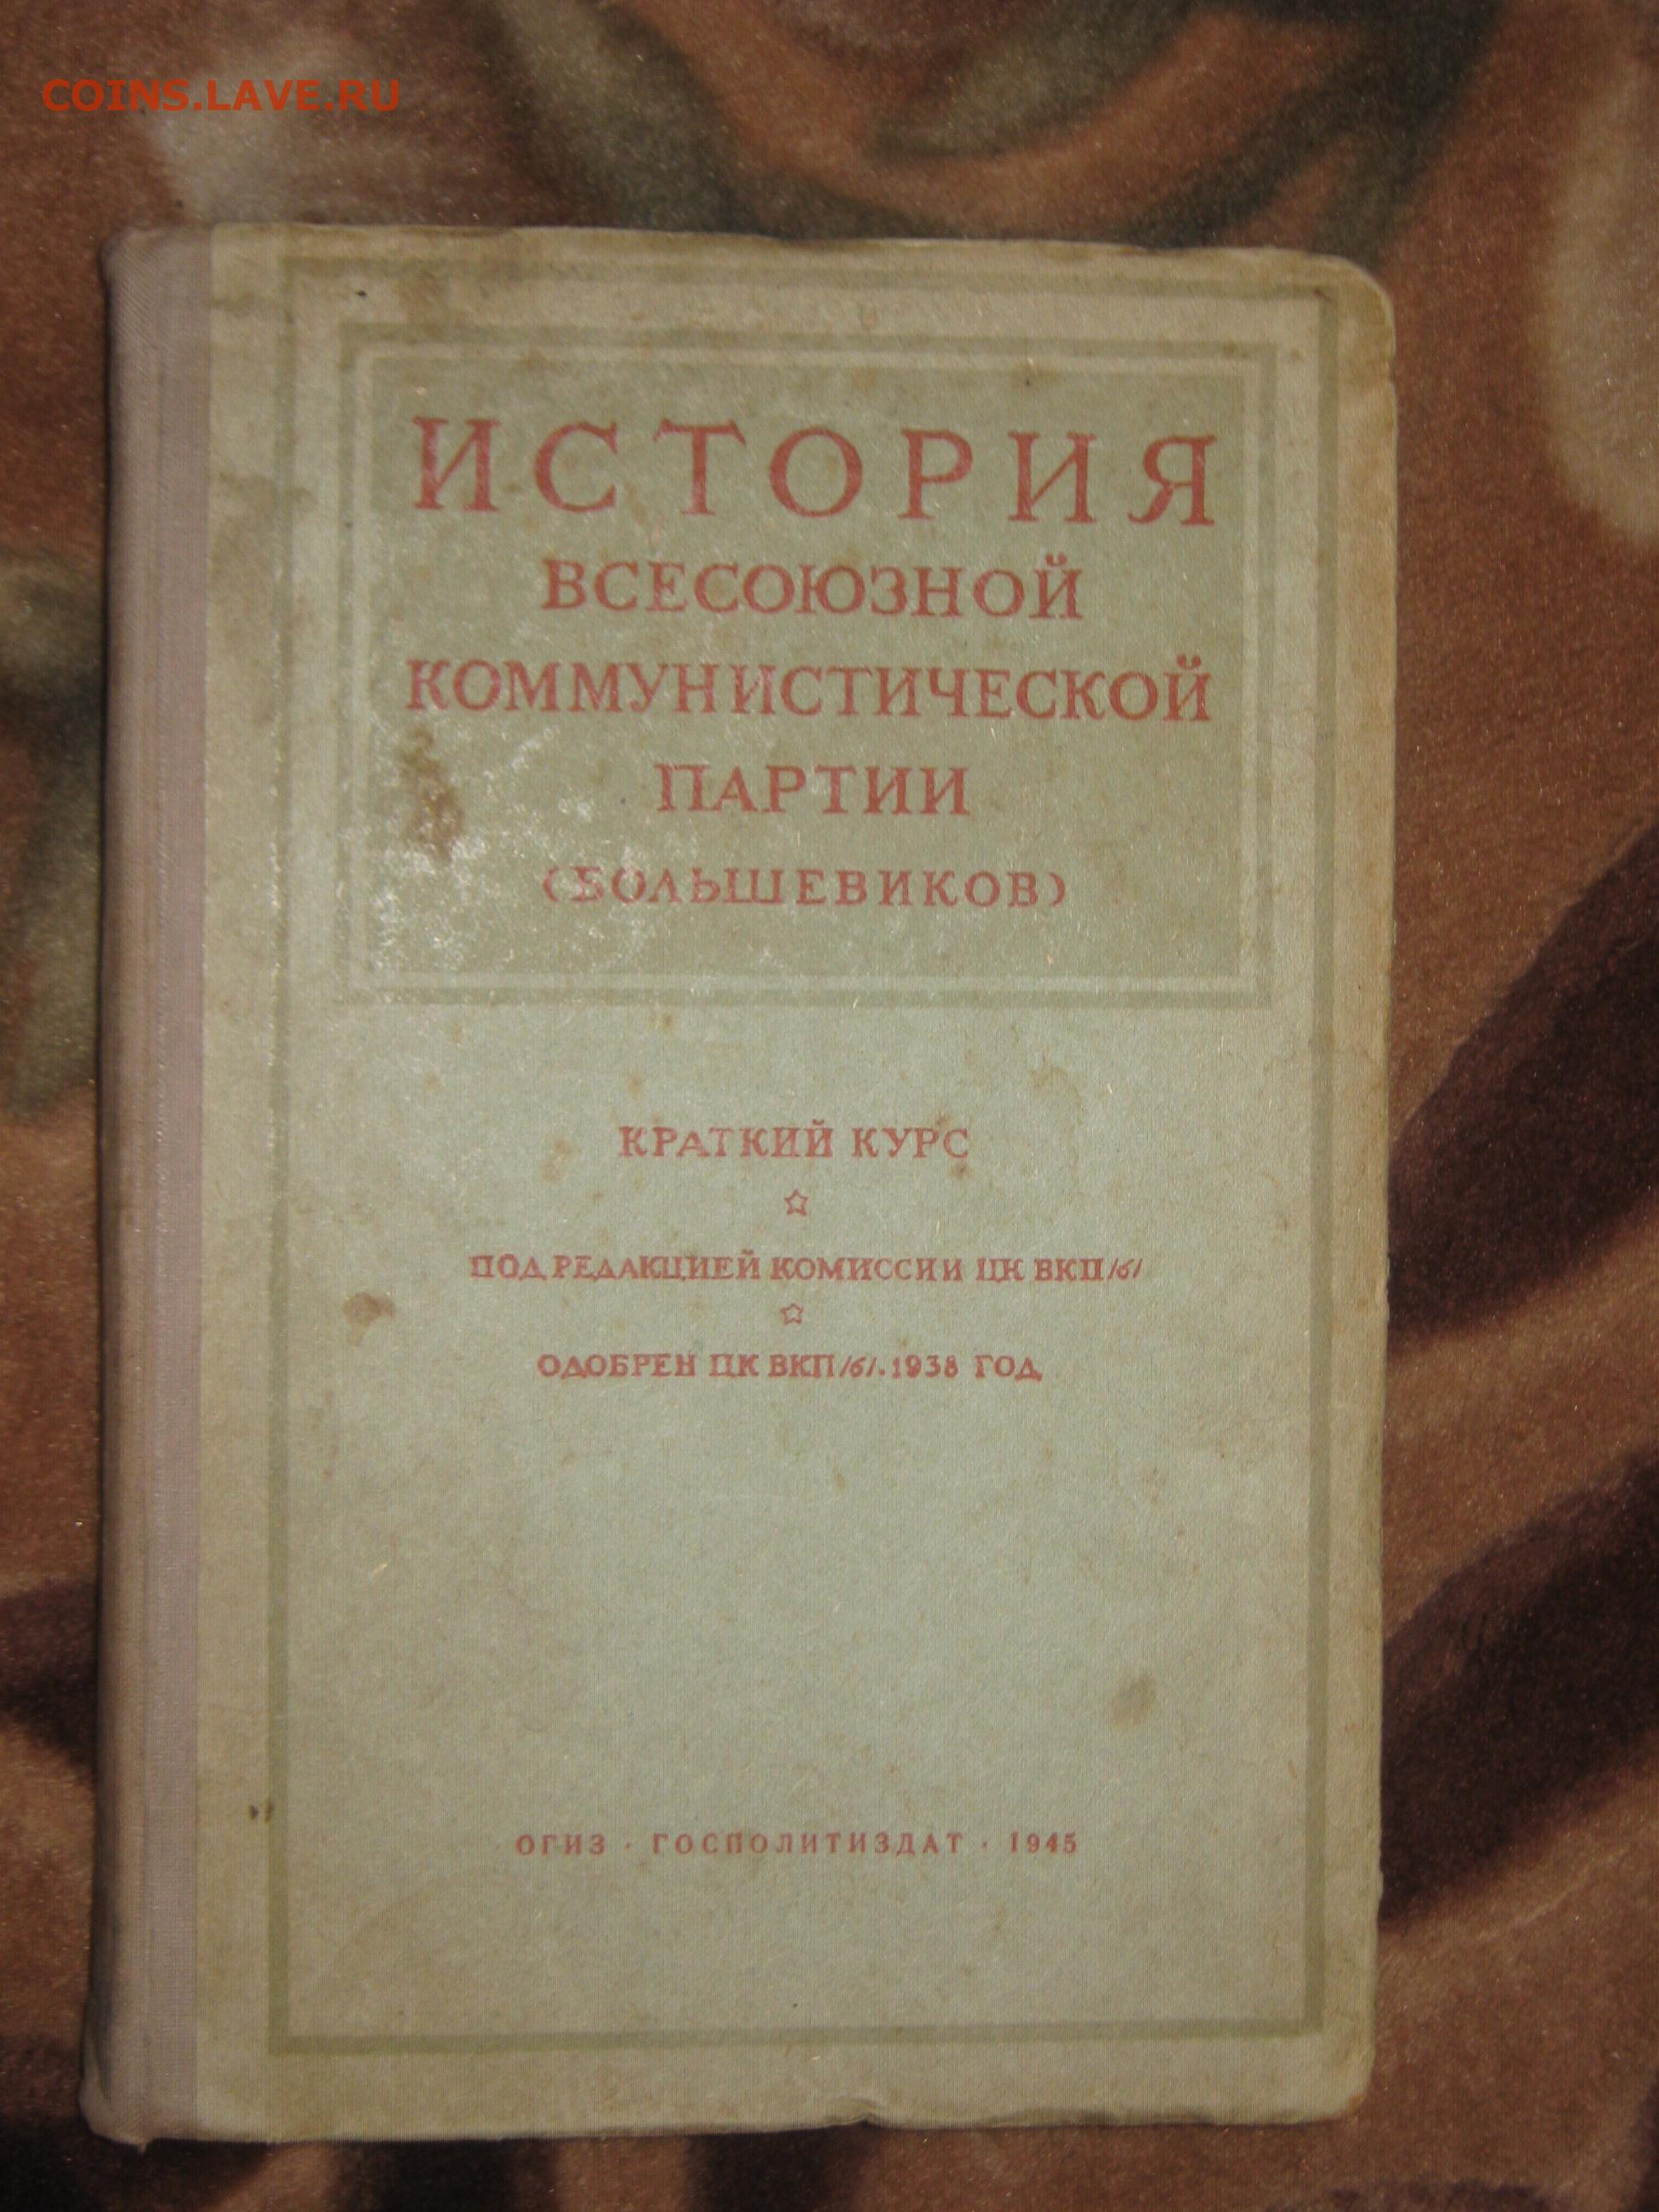 COINS.LAVE.RU
ИСТОРИЯ
ВСЕСОЮЗНОЙ
КОММУНИСТИЧЕСКОЙ
ПАРТИИ
(БОЛЬШЕВИКОВ)
КРАТКИЙ КУРС
ПОД РЕДАКЦИЕЙ КОМИССИИ ЦК ВКП/б/
ОДОБРЕН ЦК ВКП/б/. 1938 ГОД
ОГИЗ · ГОСПОЛИТИЗДАТ · 1945